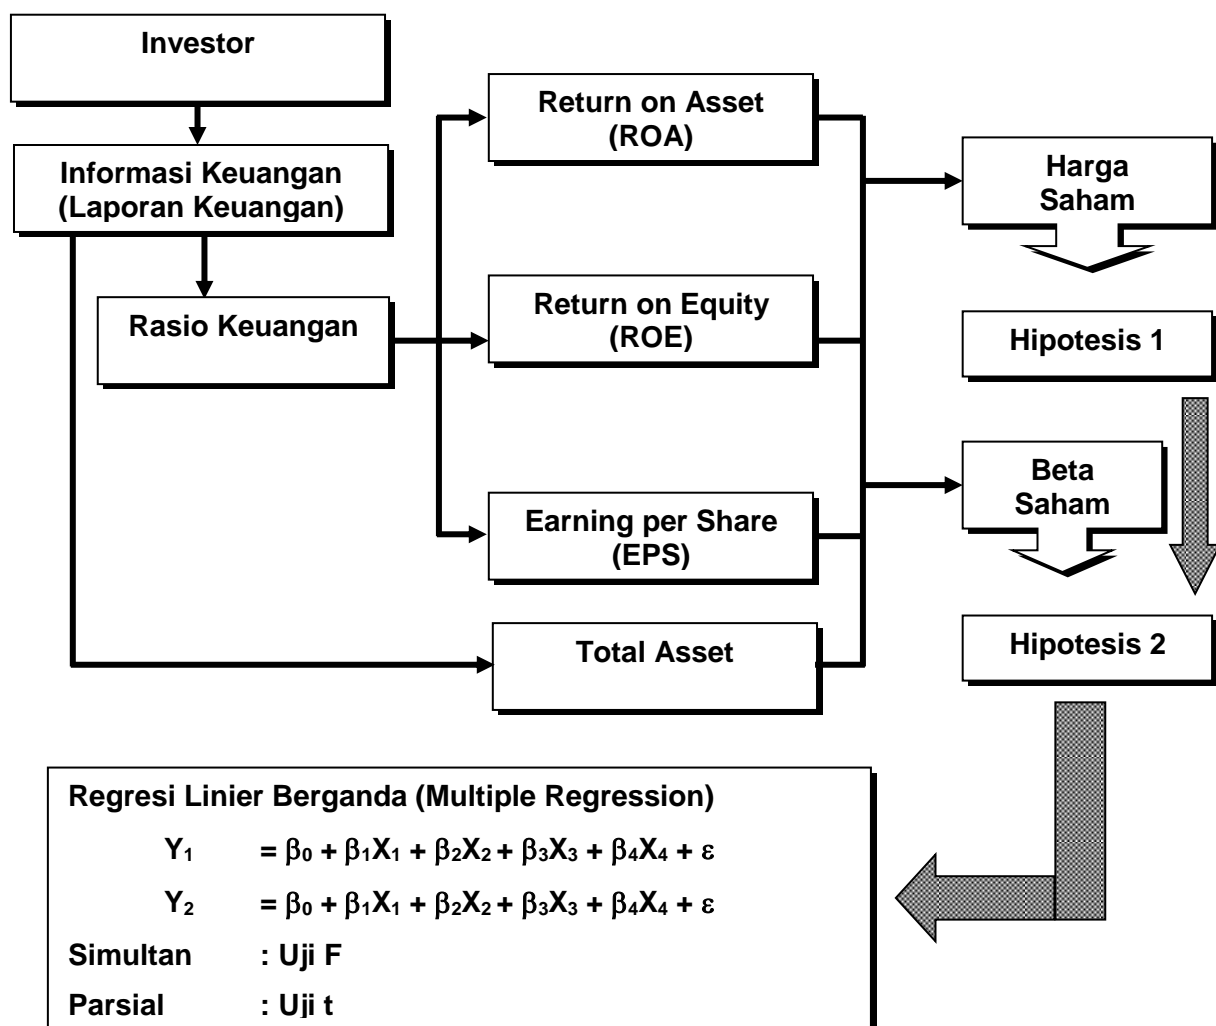 Investor
Informasi Keuangan
(Laporan Keuangan)
Rasio Keuangan
Return on Asset
(ROA)
Return on Equity
(ROE)
Earning per Share
(EPS)
Total Asset
Harga
Saham
Hipotesis 1
Beta
Saham
Hipotesis 2
Regresi Linier Berganda (Multiple Regression)
Y₁ = β₀ + β₁X₁ + β₂X₂ + β₃X₃ + β₄X₄ + ε
Y₂ = β₀ + β₁X₁ + β₂X₂ + β₃X₃ + β₄X₄ + ε
Simultan : Uji F
Parsial : Uji t